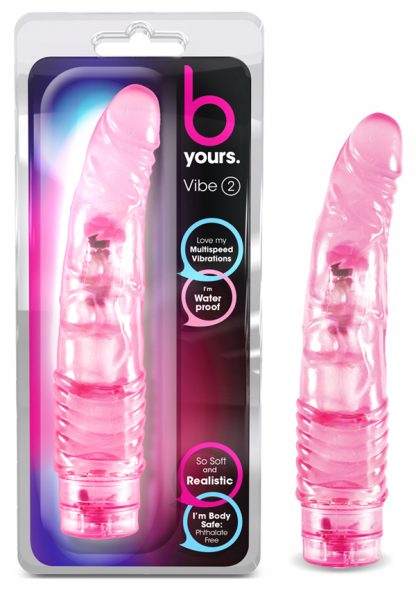 b
yours.
Vibe 2
Love my
Multispeed
Vibrations
I'm
Water
proof
So Soft
and
Realistic
I'm Body
Safe:
Phthalate
Free